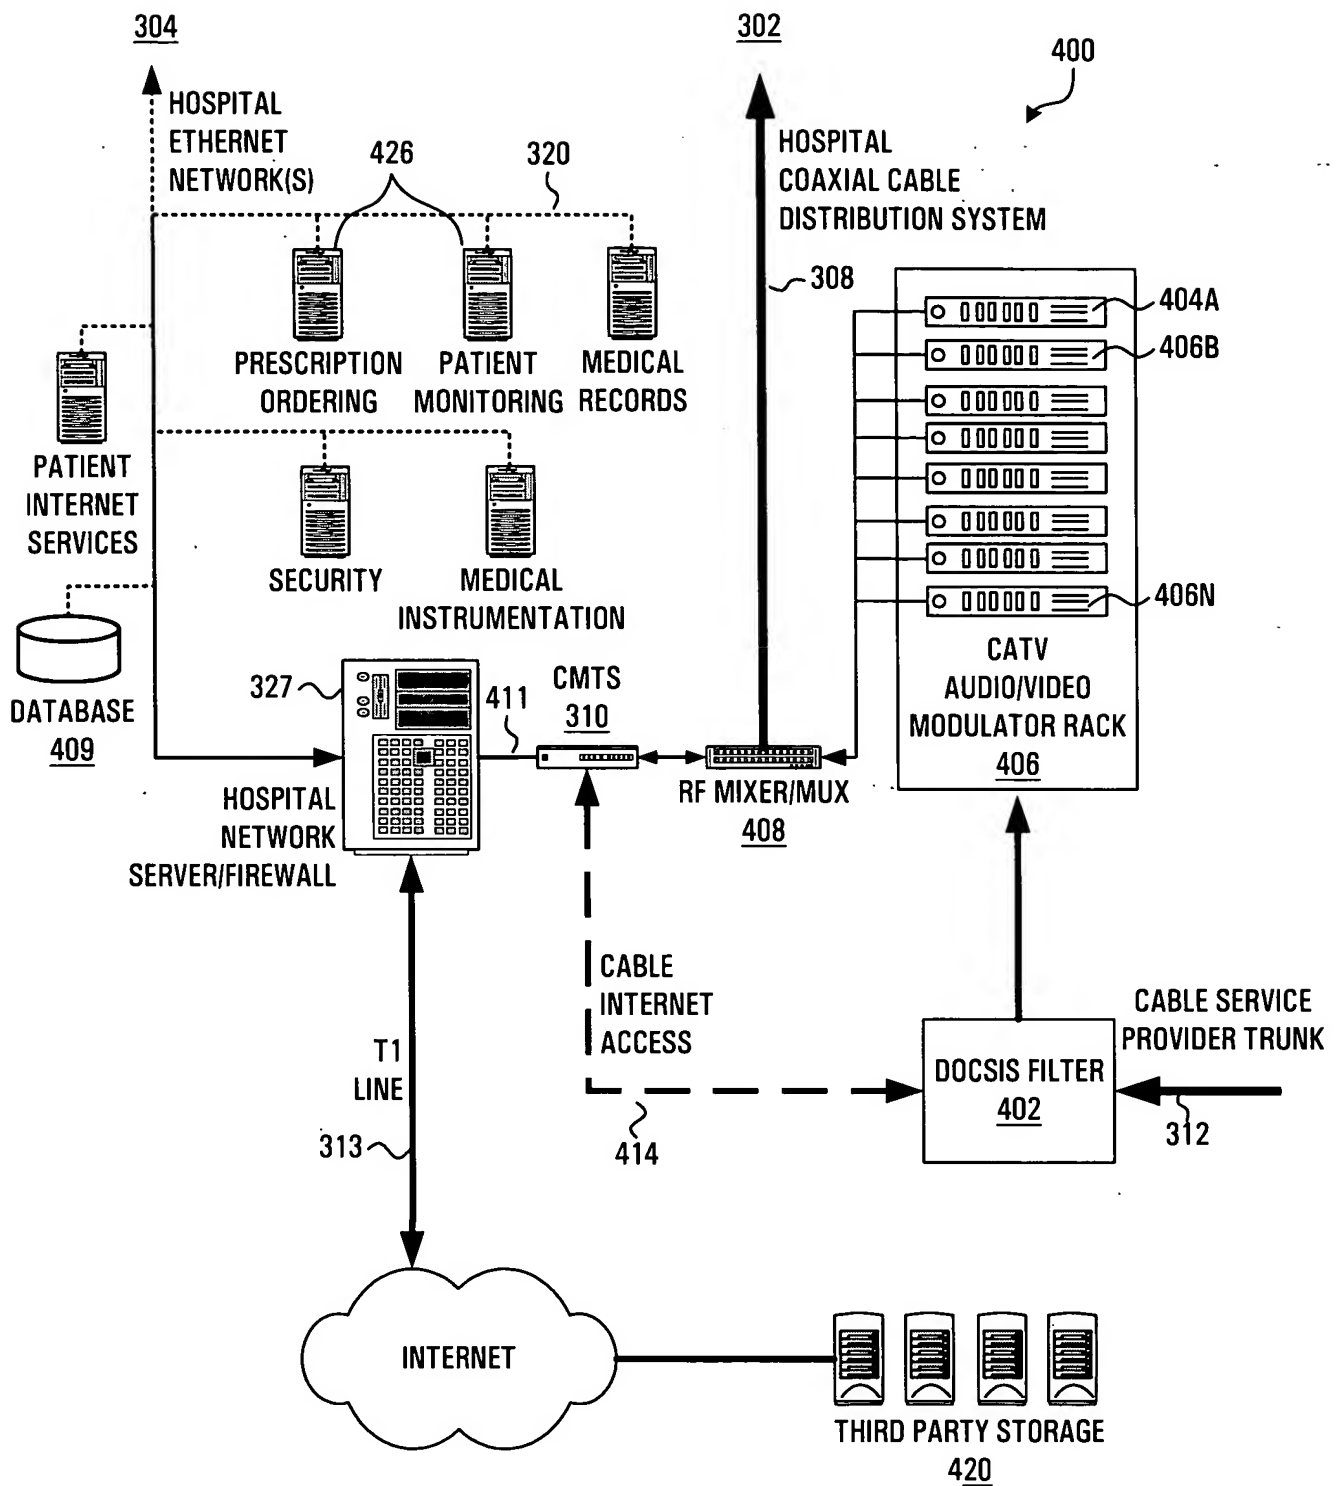 304
302
400
HOSPITAL
ETHERNET
NETWORK(S)
426
320
HOSPITAL
COAXIAL CABLE
DISTRIBUTION SYSTEM
308
404A
406B
406N
PRESCRIPTION
ORDERING
PATIENT
MONITORING
MEDICAL
RECORDS
PATIENT
INTERNET
SERVICES
SECURITY
MEDICAL
INSTRUMENTATION
DATABASE
409
327
411
CMTS
310
CATV
AUDIO/VIDEO
MODULATOR RACK
406
RF MIXER/MUX
408
HOSPITAL
NETWORK
SERVER/FIREWALL
CABLE
INTERNET
ACCESS
CABLE SERVICE
PROVIDER TRUNK
T1
LINE
DOCSIS FILTER
402
312
313
414
INTERNET
THIRD PARTY STORAGE
420